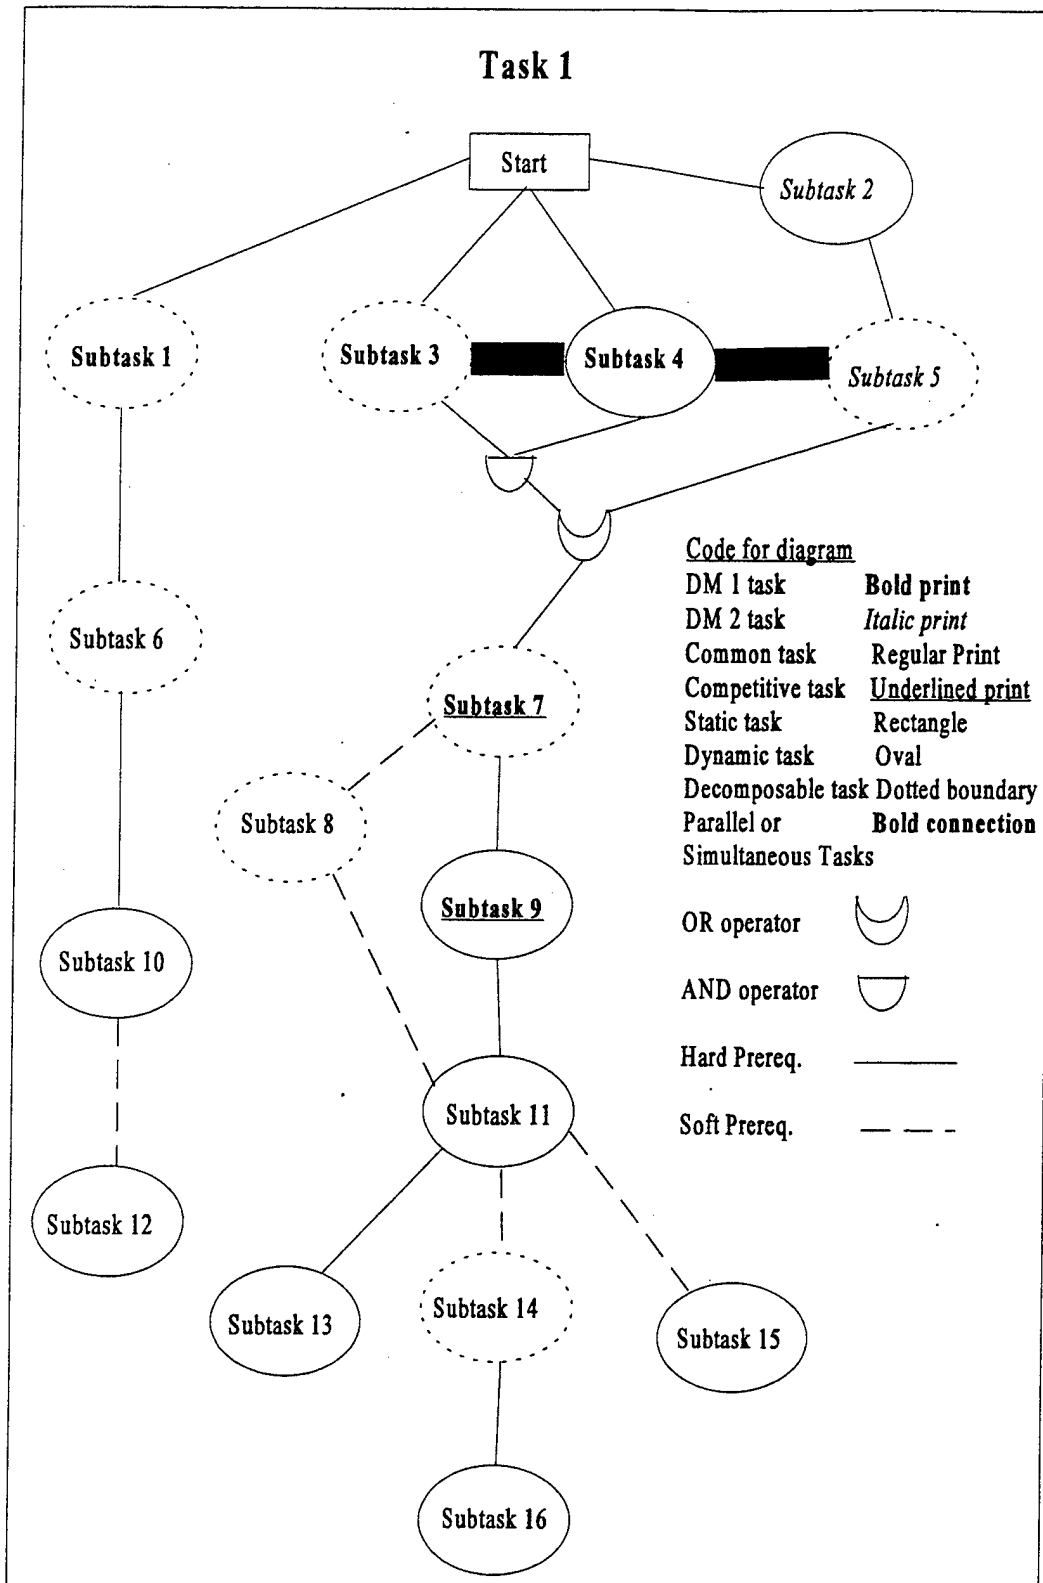 Task 1
Start
Subtask 2
Subtask 1
Subtask 3
Subtask 4
Subtask 5
Code for diagram
DM 1 task Bold print
DM 2 task Italic print
Common task Regular Print
Competitive task Underlined print
Static task Rectangle
Dynamic task Oval
Decomposable task Dotted boundary
Parallel or Bold connection
Simultaneous Tasks
OR operator
AND operator
Hard Prereq.
Soft Prereq.
Subtask 6
Subtask 7
Subtask 8
Subtask 9
Subtask 10
Subtask 11
Subtask 12
Subtask 13
Subtask 14
Subtask 15
Subtask 16